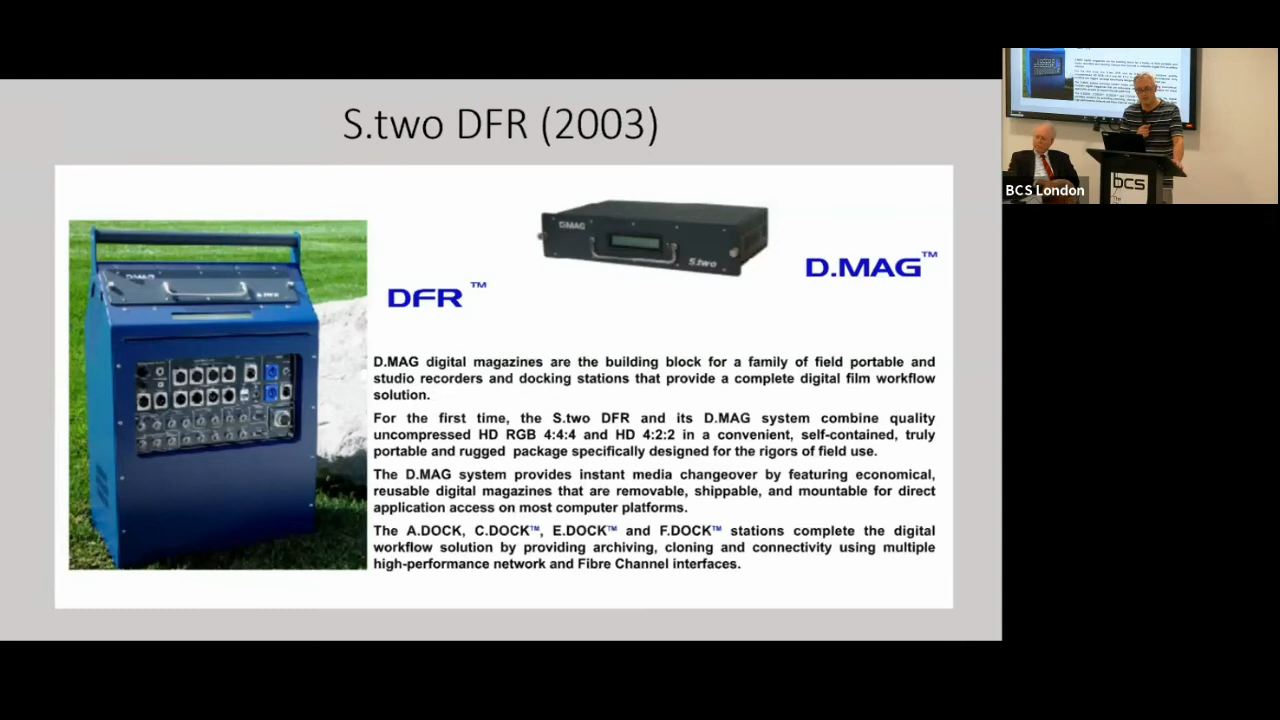 S.two DFR (2003)
D.MAG
S.two
D.MAG™
DFR™
D.MAG
S.two
D.MAG digital magazines are the building block for a family of field portable and
studio recorders and docking stations that provide a complete digital film workflow
solution.
For the first time, the S.two DFR and its D.MAG system combine quality
uncompressed HD RGB 4:4:4 and HD 4:2:2 in a convenient, self-contained, truly
portable and rugged package specifically designed for the rigors of field use.
The D.MAG system provides instant media changeover by featuring economical,
reusable digital magazines that are removable, shippable, and mountable for direct
application access on most computer platforms.
The A.DOCK, C.DOCK™, E.DOCK™ and F.DOCK™ stations complete the digital
workflow solution by providing archiving, cloning and connectivity using multiple
high-performance network and Fibre Channel interfaces.
BCS London
bcs